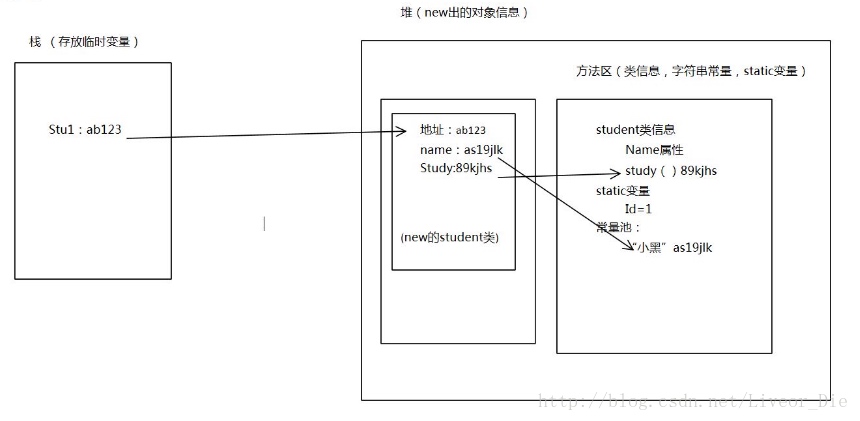 堆（new出的对象信息）
栈 （存放临时变量）
方法区（类信息，字符串常量，static变量）
Stu1：ab123
地址：ab123
name：as19jlk
Study:89kjhs
(new的student类)
student类信息
Name属性
study（ ）89kjhs
static变量
Id=1
常量池：
“小黑” as19jlk
http://blog.csdn.net/Liveor_Die